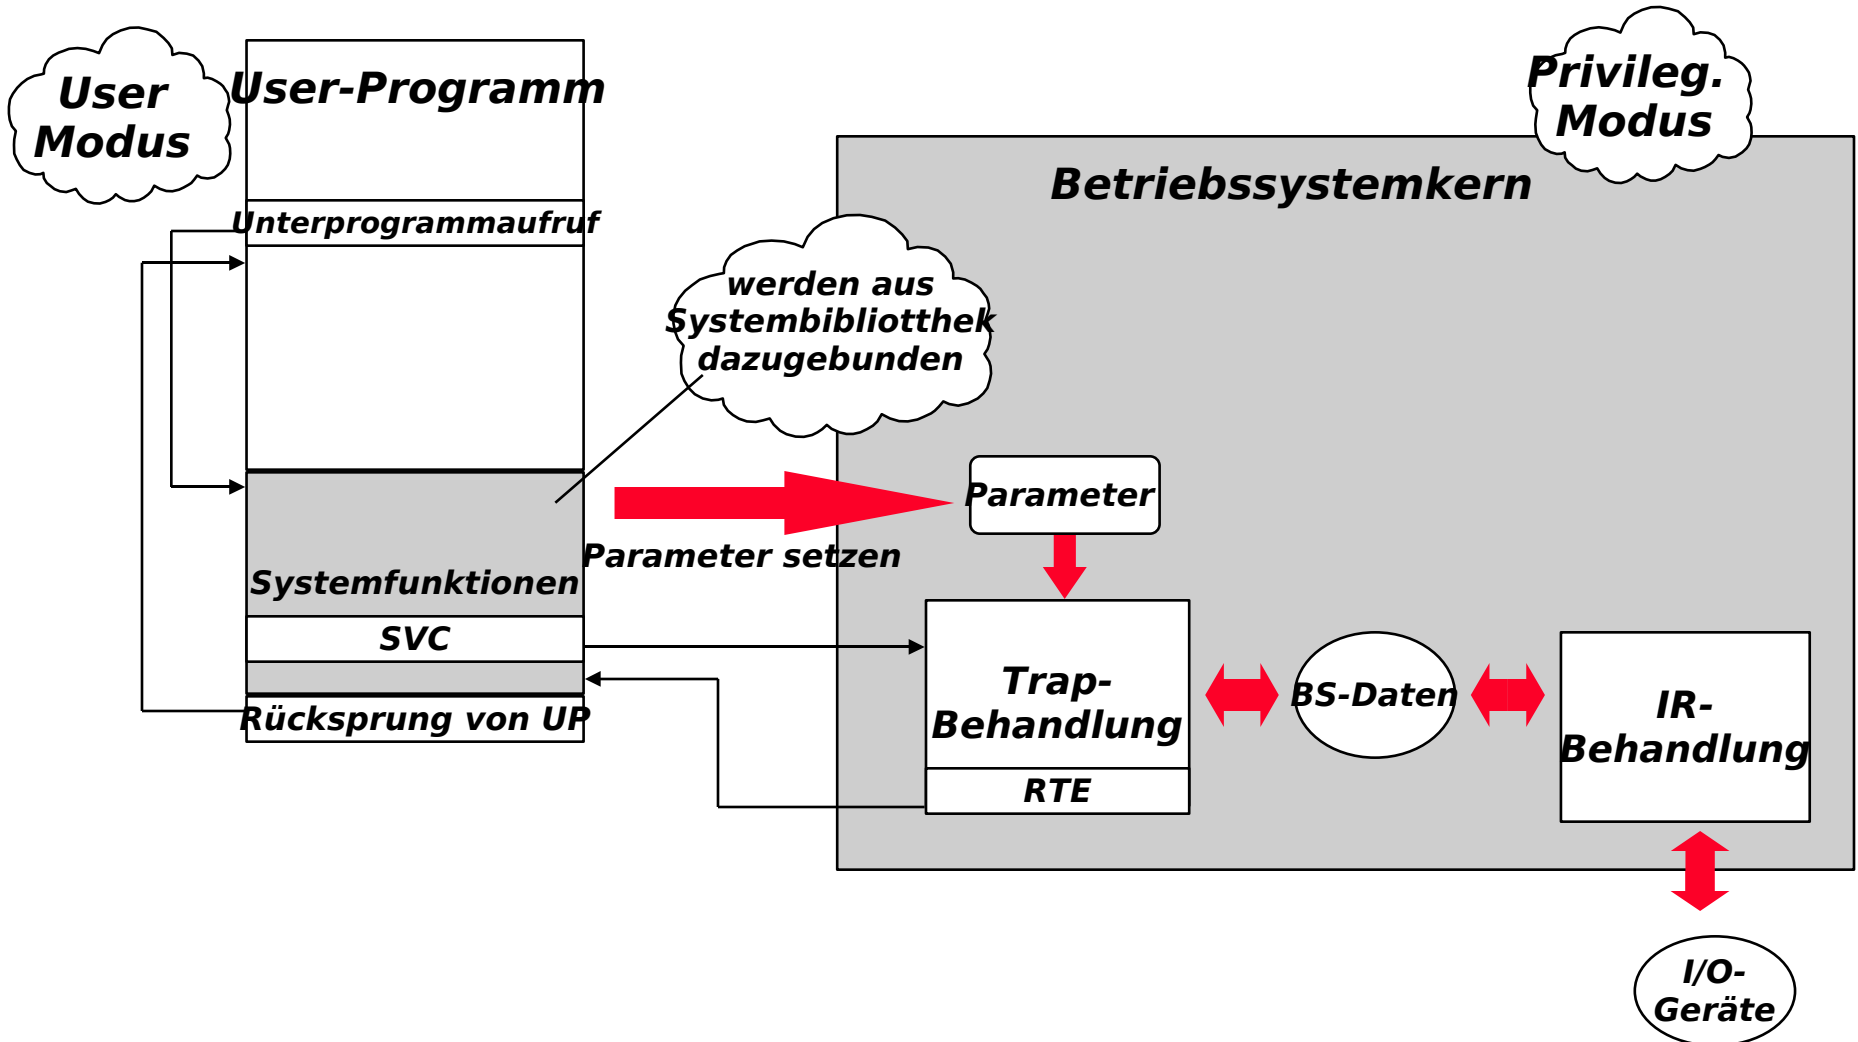 User
Modus
User-Programm
Privileg.
Modus
Betriebssystemkern
Unterprogrammaufruf
werden aus
Systembibliotthek
dazugebunden
Parameter
Parameter setzen
Systemfunktionen
SVC
Rücksprung von UP
Trap-
Behandlung
RTE
BS-Daten
IR-
Behandlung
I/O-
Geräte